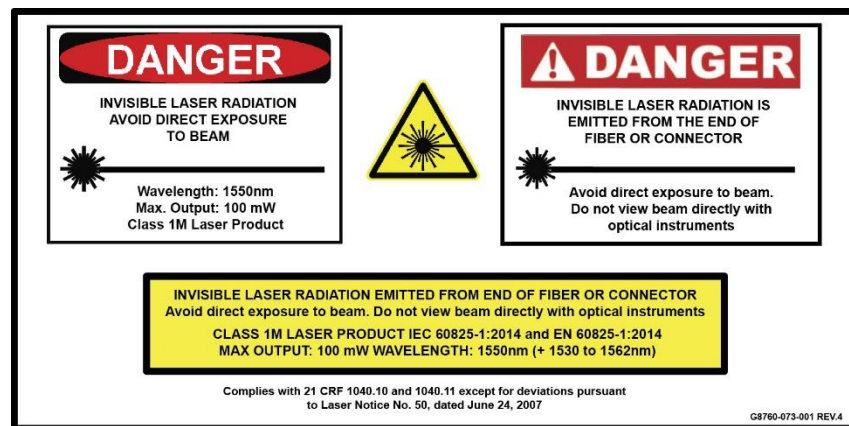 DANGER
INVISIBLE LASER RADIATION
AVOID DIRECT EXPOSURE
TO BEAM
Wavelength: 1550nm
Max. Output: 100 mW
Class 1M Laser Product
DANGER
INVISIBLE LASER RADIATION IS
EMITTED FROM THE END OF
FIBER OR CONNECTOR
Avoid direct exposure to beam.
Do not view beam directly with
optical instruments
INVISIBLE LASER RADIATION EMITTED FROM END OF FIBER OR CONNECTOR
Avoid direct exposure to beam. Do not view beam directly with optical instruments
CLASS 1M LASER PRODUCT IEC 60825-1:2014 and EN 60825-1:2014
MAX OUTPUT: 100 mW WAVELENGTH: 1550nm (+ 1530 to 1562nm)
Complies with 21 CRF 1040.10 and 1040.11 except for deviations pursuant
to Laser Notice No. 50, dated June 24, 2007
G8760-073-001 REV.4